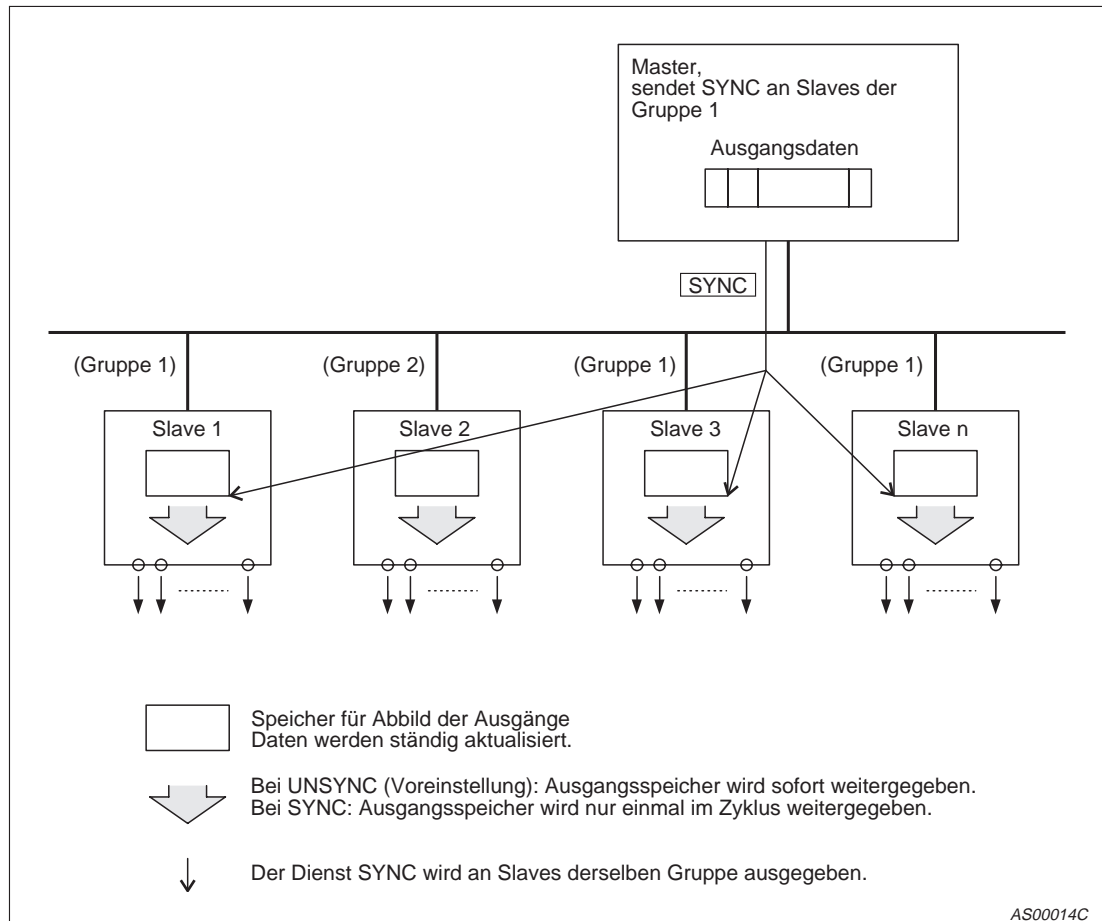 Master,
sendet SYNC an Slaves der
Gruppe 1
Ausgangsdaten
SYNC
(Gruppe 1) (Gruppe 2) (Gruppe 1) (Gruppe 1)
Slave 1 Slave 2 Slave 3 Slave n
Speicher für Abbild der Ausgänge
Daten werden ständig aktualisiert.
Bei UNSYNC (Voreinstellung): Ausgangsspeicher wird sofort weitergegeben.
Bei SYNC: Ausgangsspeicher wird nur einmal im Zyklus weitergegeben.
Der Dienst SYNC wird an Slaves derselben Gruppe ausgegeben.
AS00014C